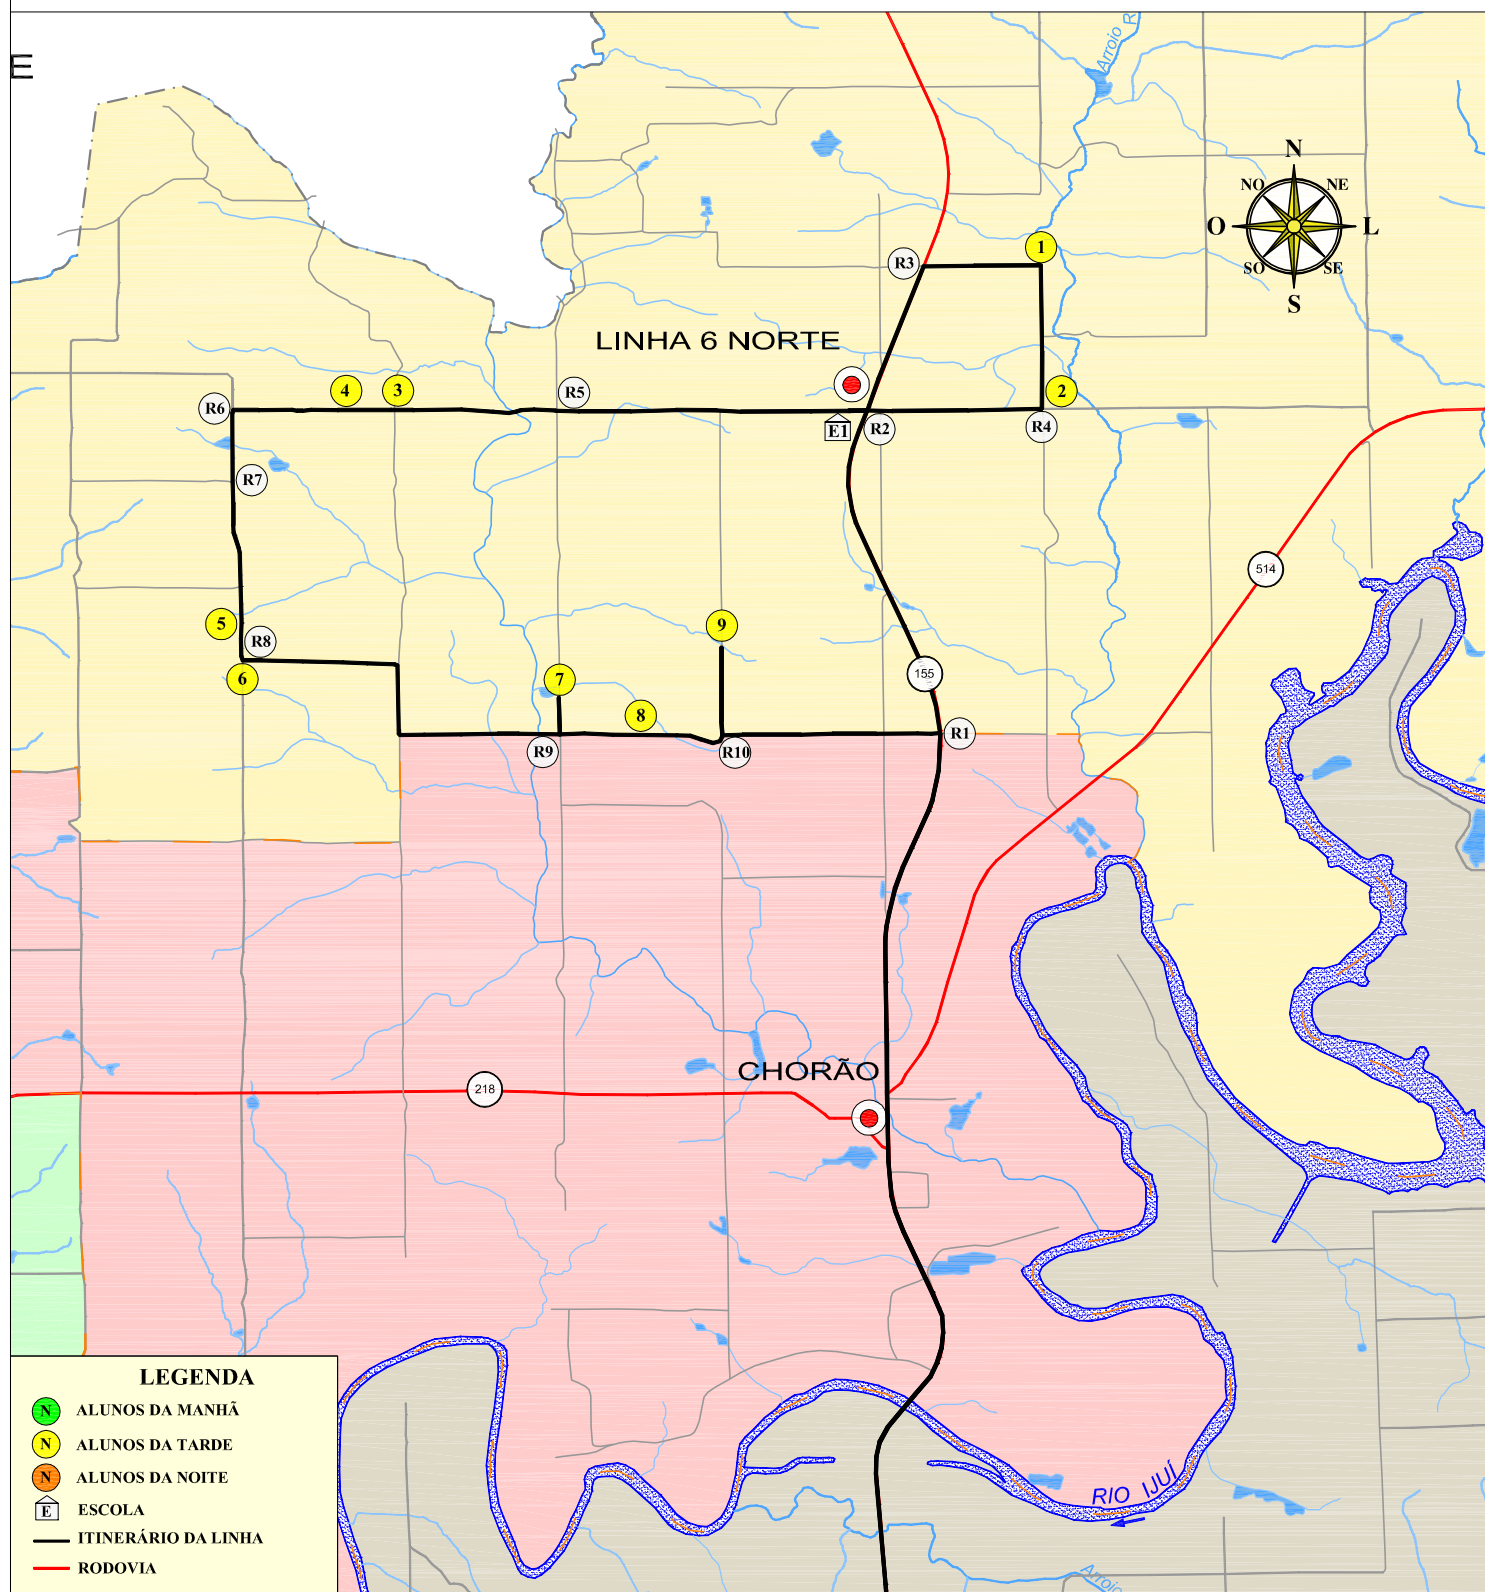 E
Arroio R
N
NO
NE
O
L
SO
SE
S
1
R3
LINHA 6 NORTE
4
3
R5
2
R6
E1
R2
R4
R7
514
5
R8
9
6
7
155
8
R9
R10
R1
CHORÃO
218
RIO IJUÍ
Arroio
LEGENDA
N ALUNOS DA MANHÃ
N ALUNOS DA TARDE
N ALUNOS DA NOITE
E ESCOLA
ITINERÁRIO DA LINHA
RODOVIA